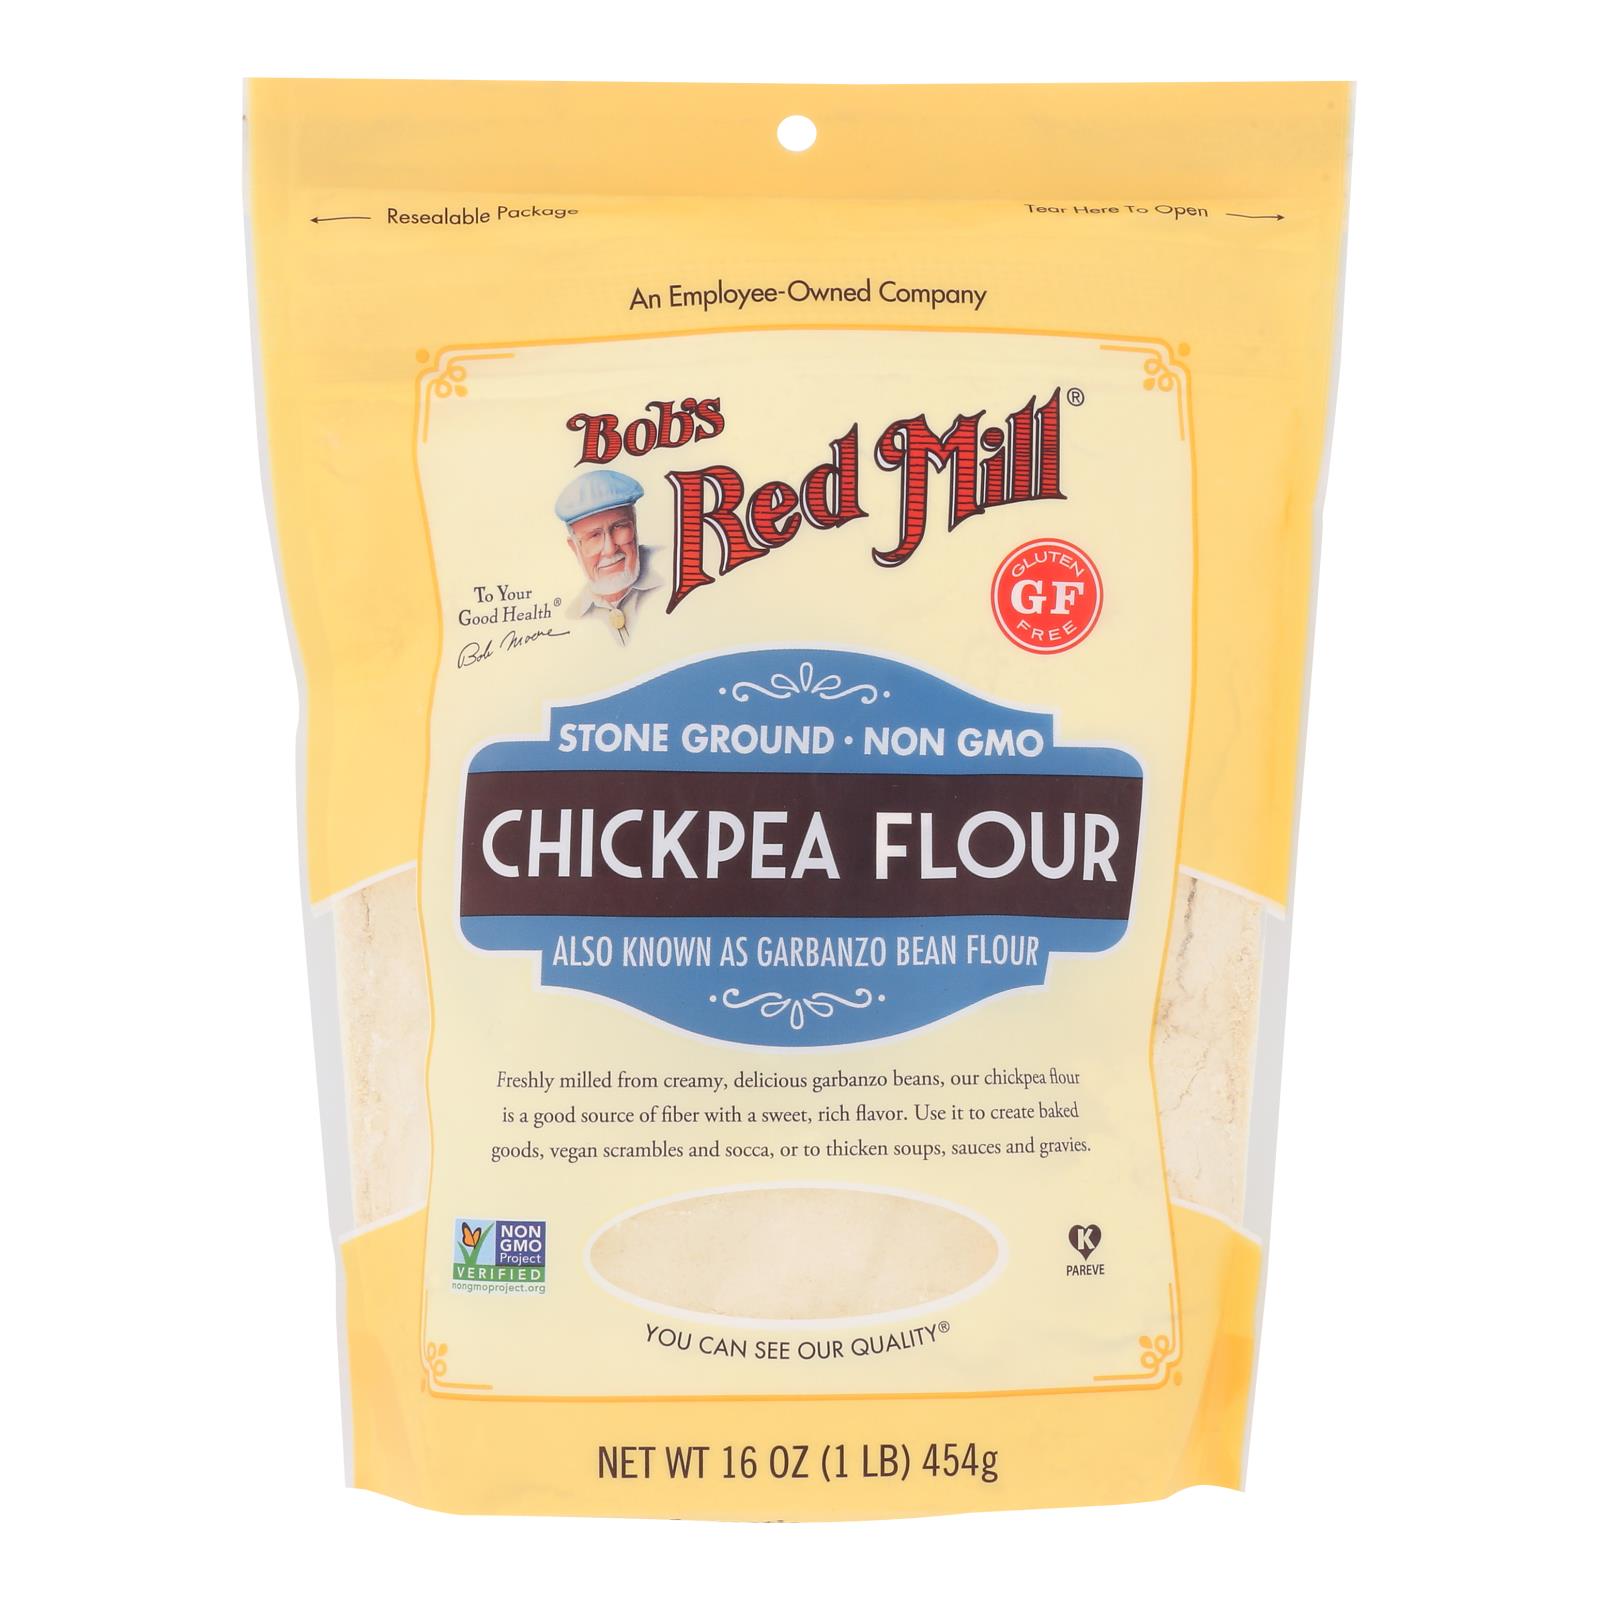 Resealable Package
Tear Here To Open
An Employee-Owned Company
Bob's
Red Mill®
To Your
Good Health®
Bob Moore
GLUTEN
GF
FREE
STONE GROUND · NON GMO
CHICKPEA FLOUR
ALSO KNOWN AS GARBANZO BEAN FLOUR
Freshly milled from creamy, delicious garbanzo beans, our chickpea flour
is a good source of fiber with a sweet, rich flavor. Use it to create baked
goods, vegan scrambles and socca, or to thicken soups, sauces and gravies.
NON
GMO
Project
VERIFIED
nongmoproject.org
K
PAREVE
YOU CAN SEE OUR QUALITY®
NET WT 16 OZ (1 LB) 454g